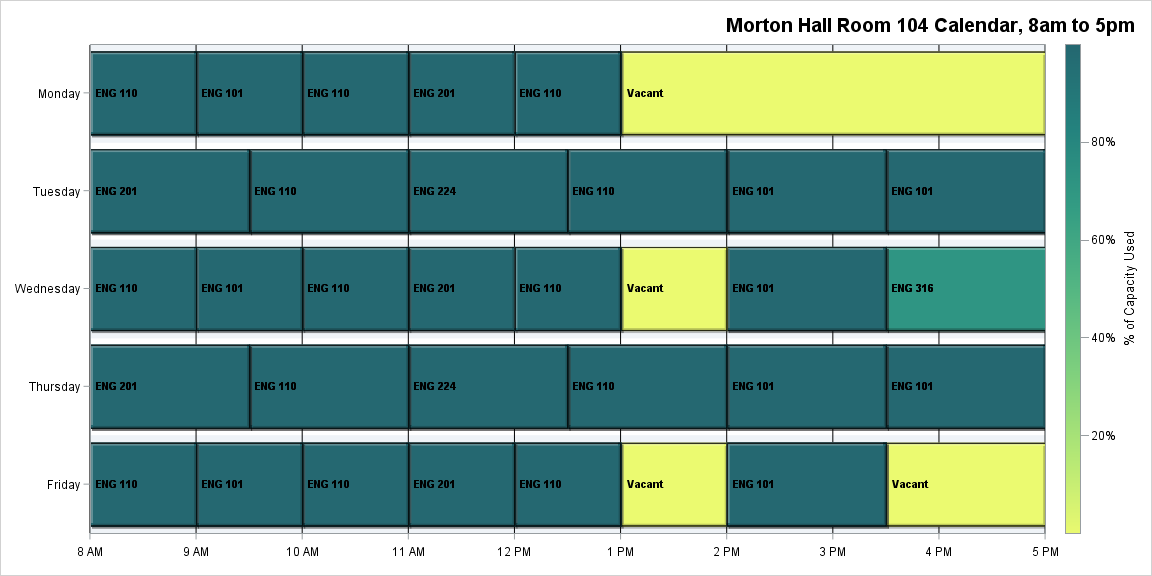 Morton Hall Room 104 Calendar, 8am to 5pm
Monday ENG 110 ENG 101 ENG 110 ENG 201 ENG 110 Vacant
Tuesday ENG 201 ENG 110 ENG 224 ENG 110 ENG 101 ENG 101
Wednesday ENG 110 ENG 101 ENG 110 ENG 201 ENG 110 Vacant ENG 101 ENG 316
Thursday ENG 201 ENG 110 ENG 224 ENG 110 ENG 101 ENG 101
Friday ENG 110 ENG 101 ENG 110 ENG 201 ENG 110 Vacant ENG 101 Vacant
8 AM 9 AM 10 AM 11 AM 12 PM 1 PM 2 PM 3 PM 4 PM 5 PM
80%
60%
40%
20%
% of Capacity Used